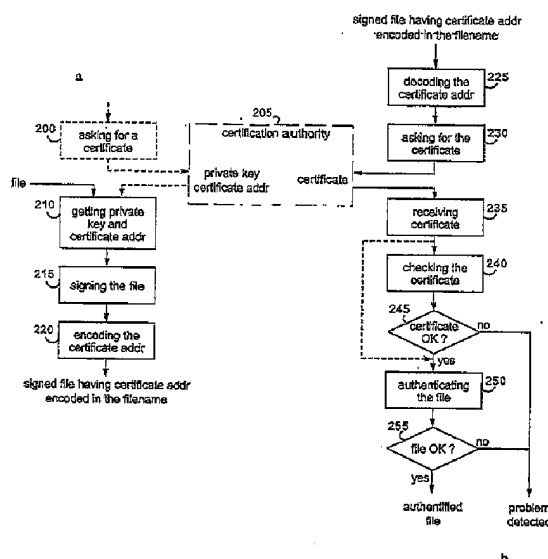 signed file having certificate addr
encoded in the filename
a
225
decoding the
certificate addr
205
200
asking for a
certificate
certification authority
230
asking for the
certificate
private key
certificate addr
certificate
file
210
getting private
key and
certificate addr
235
receiving
certificate
240
checking the
certificate
215
signing the file
245
certificate
OK ?
no
yes
220
encoding the
certificate addr
250
authenticating
the file
signed file having certificate addr
encoded in the filename
255
file OK ?
no
yes
authentified
file
problem
detected
b